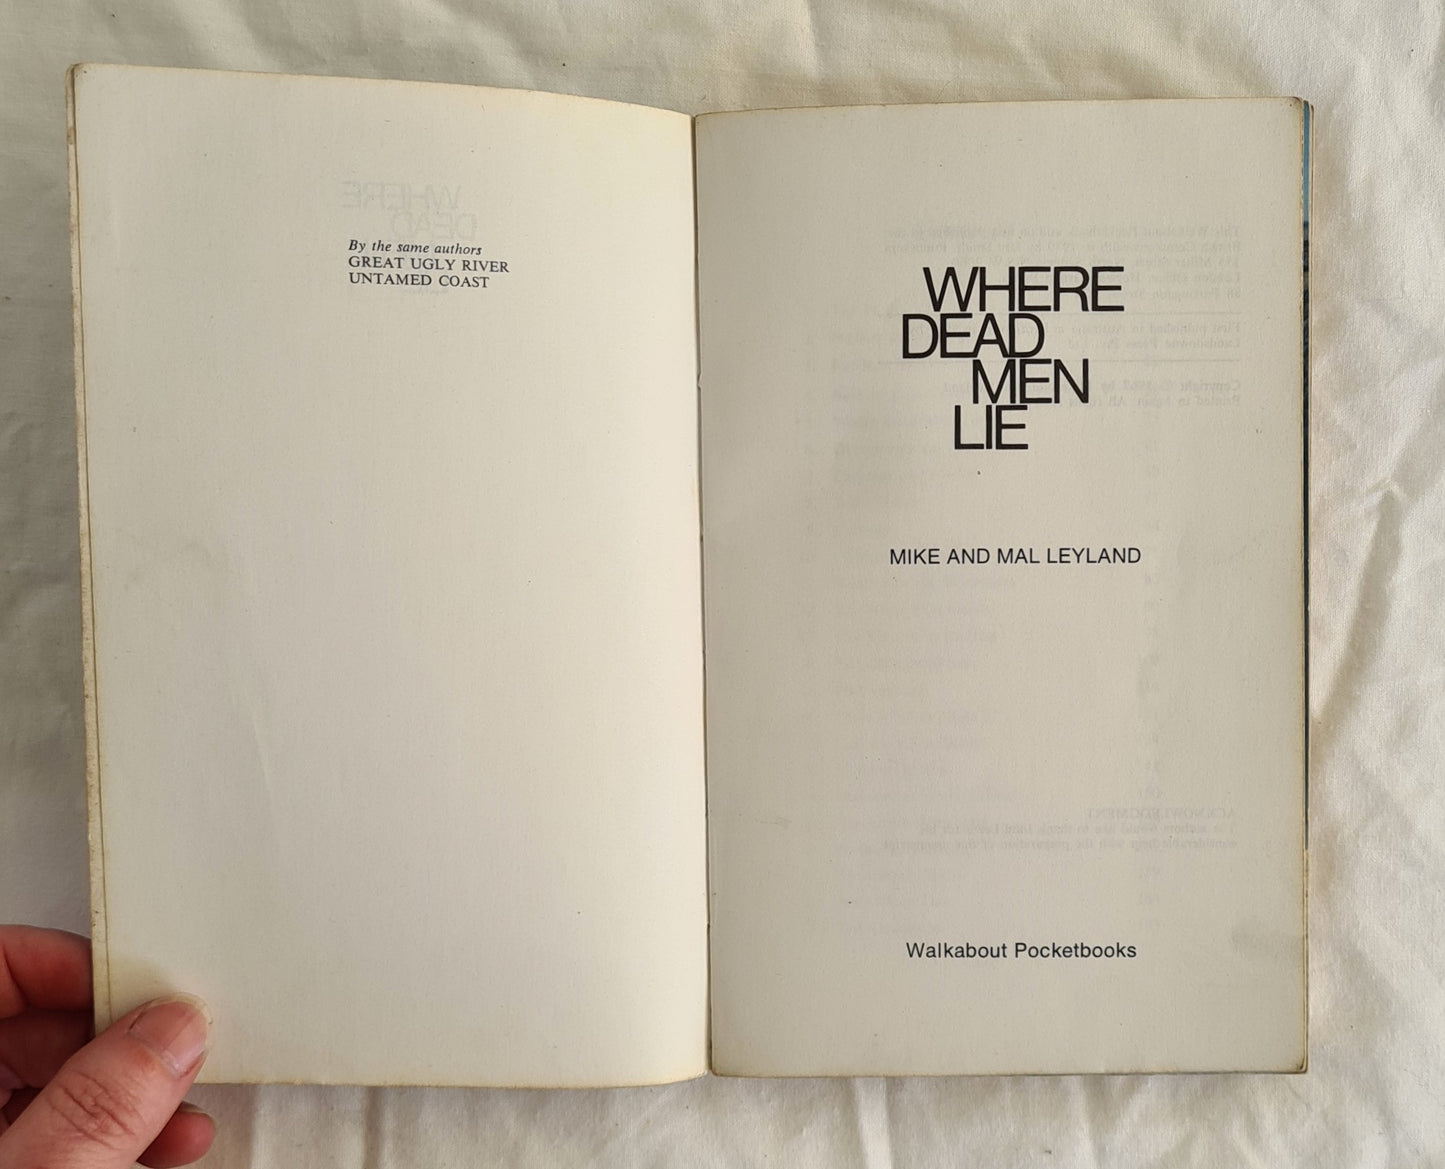 By the same authors
GREAT UGLY RIVER
UNTAMED COAST
WHERE
DEAD
MEN
LIE
MIKE AND MAL LEYLAND
Walkabout Pocketbooks